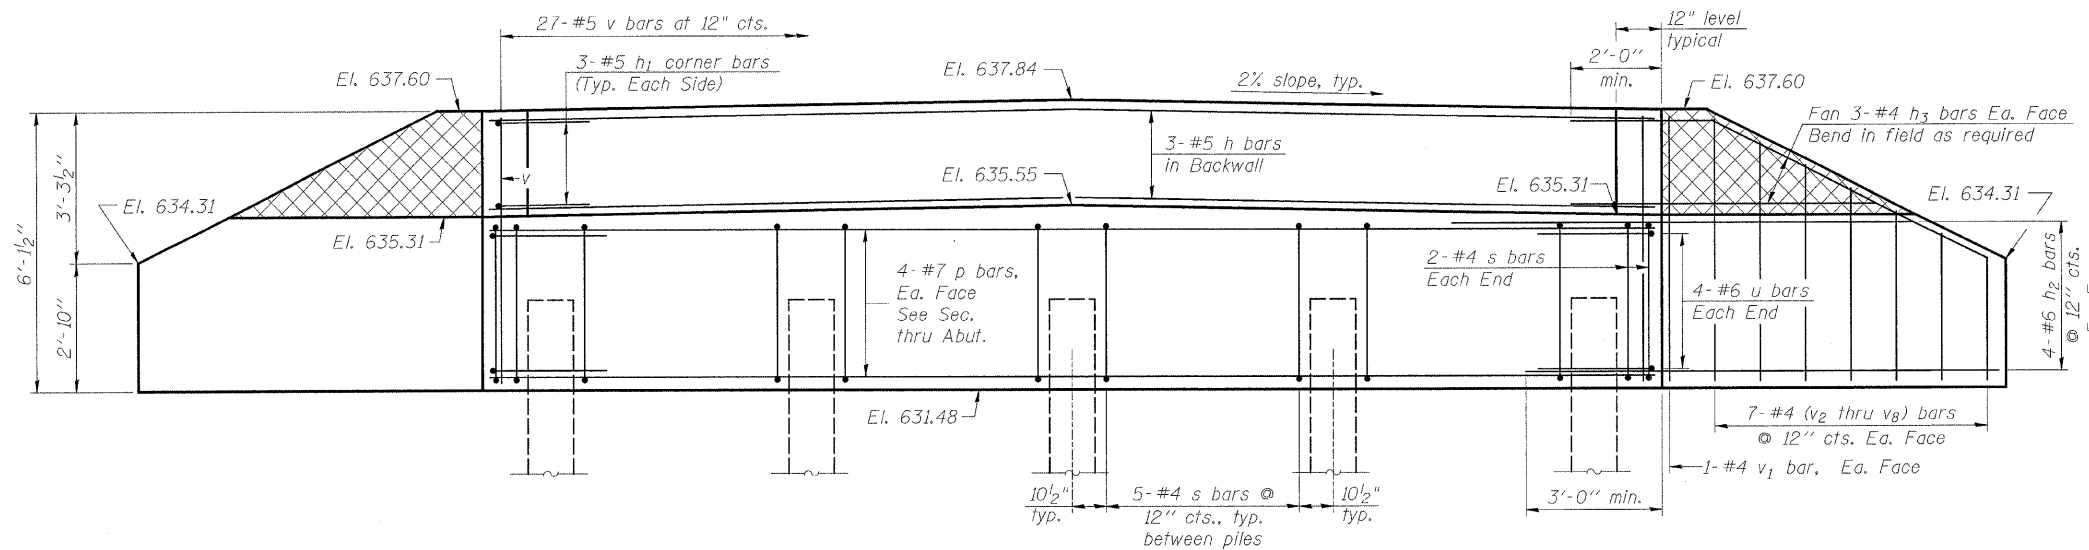 27-#5 v bars at 12" cts.
3-#5 h₁ corner bars
(Typ. Each Side)
El. 637.60
El. 637.84
2% slope, typ.
12" level
typical
2'-0"
min.
El. 637.60
Fan 3-#4 h₃ bars Ea. Face
Bend in field as required
3-#5 h bars
in Backwall
El. 635.55
El. 635.31
El. 634.31
El. 634.31
El. 635.31
v
6'-1½"
3'-3½"
2'-10"
4-#7 p bars,
Ea. Face
See Sec.
thru Abut.
2-#4 s bars
Each End
4-#6 u bars
Each End
4-#6 h₂ bars
@ 12" cts.
El. 631.48
7-#4 (v₂ thru v₈) bars
@ 12" cts. Ea. Face
1-#4 v₁ bar, Ea. Face
3'-0" min.
10½"
typ.
5-#4 s bars @
12" cts., typ.
between piles
10½"
typ.